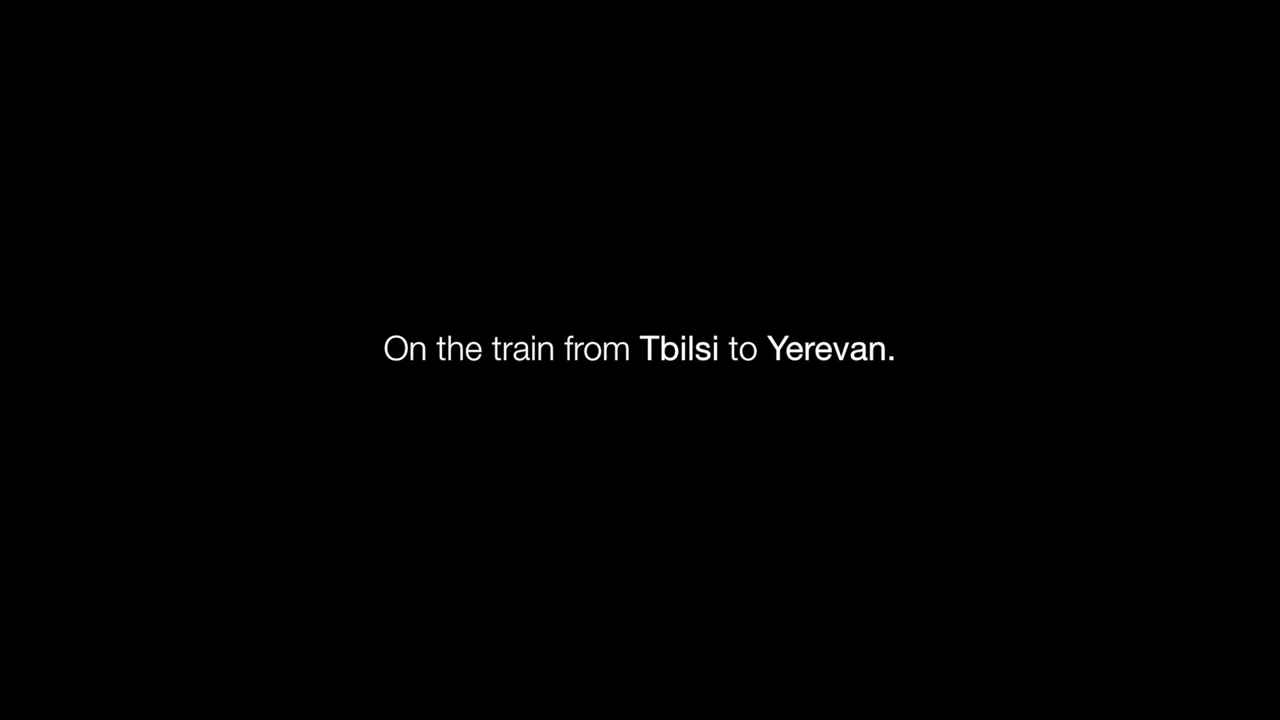 On the train from Tbilsi to Yerevan.